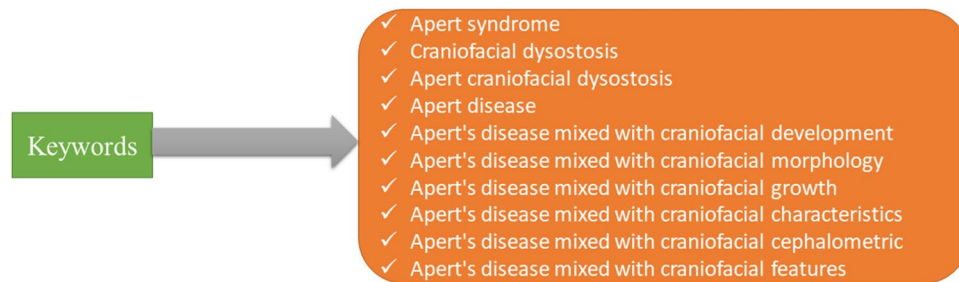 Keywords
✓ Apert syndrome
✓ Craniofacial dysostosis
✓ Apert craniofacial dysostosis
✓ Apert disease
✓ Apert's disease mixed with craniofacial development
✓ Apert's disease mixed with craniofacial morphology
✓ Apert's disease mixed with craniofacial growth
✓ Apert's disease mixed with craniofacial characteristics
✓ Apert's disease mixed with craniofacial cephalometric
✓ Apert's disease mixed with craniofacial features